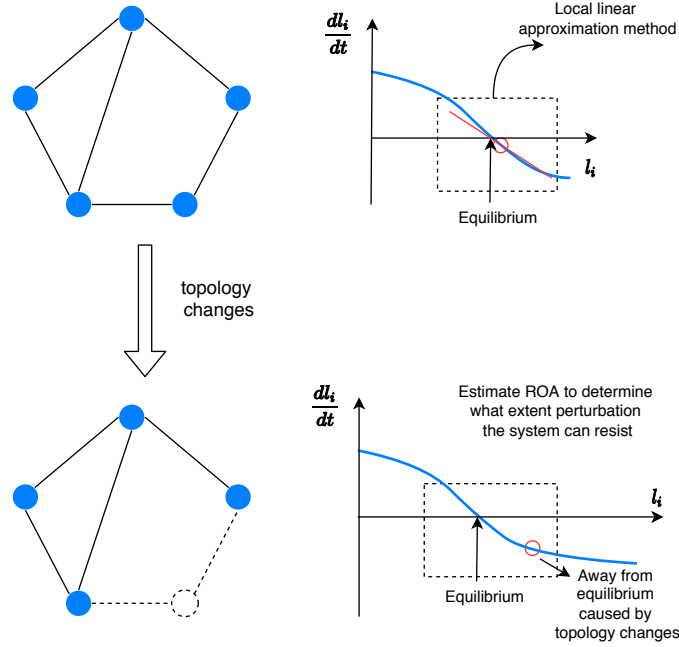 Local linear
approximation method
dl_i/dt
l_i
Equilibrium
topology
changes
Estimate ROA to determine
what extent perturbation
the system can resist
dl_i/dt
l_i
Equilibrium
Away from
equilibrium
caused by
topology changes